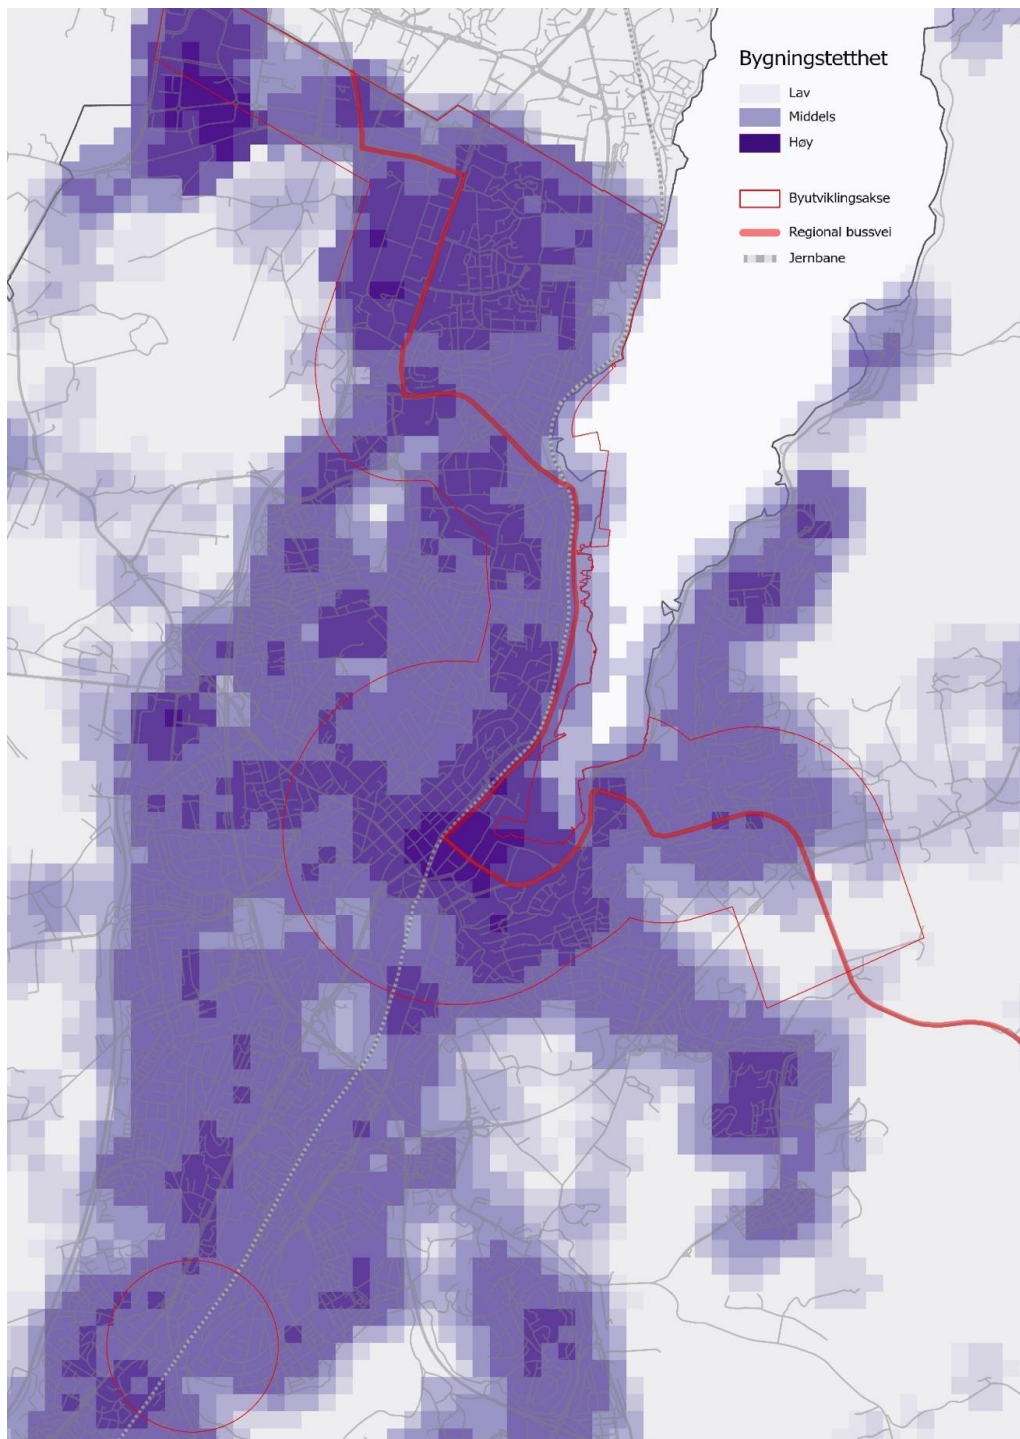 Bygningstetthet
Lav
Middels
Høy
Byutviklingsakse
Regional bussvei
Jernbane